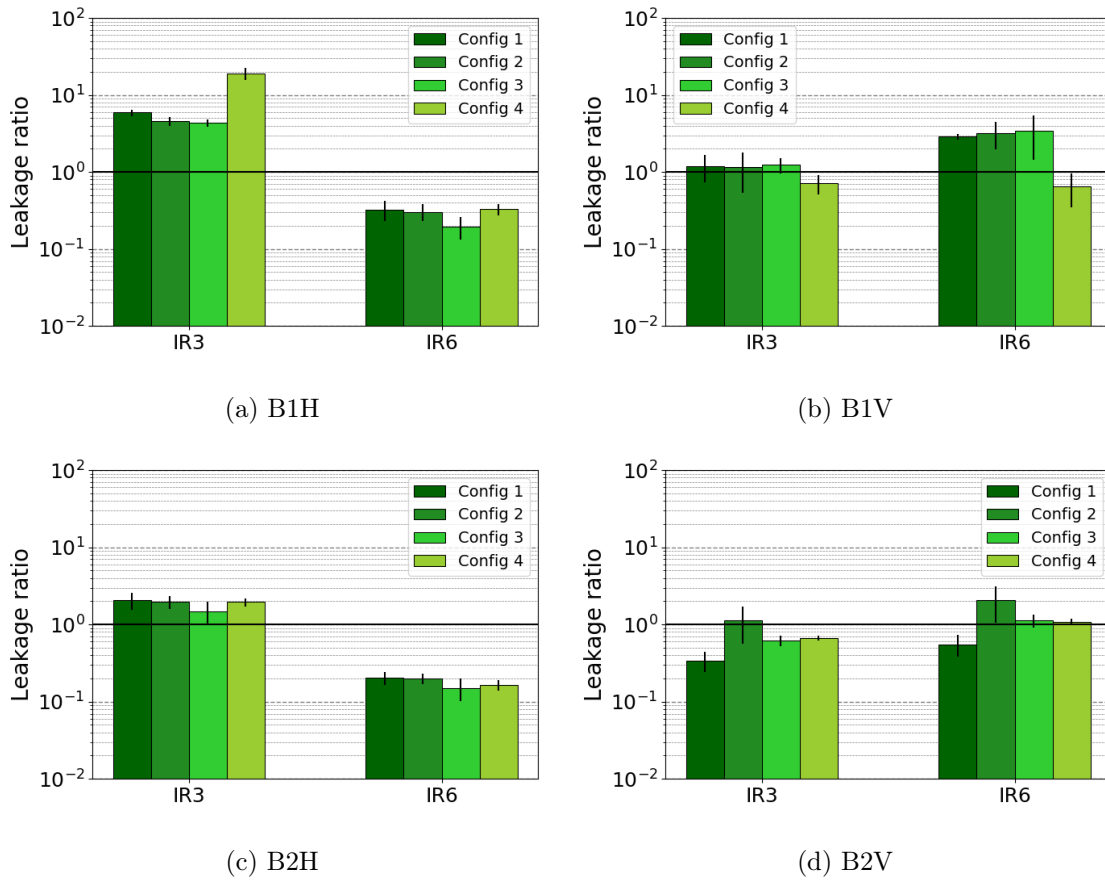 10²
10¹
10⁰
10⁻¹
10⁻²
Leakage ratio
Config 1
Config 2
Config 3
Config 4
IR3 IR6
(a) B1H
10²
10¹
10⁰
10⁻¹
10⁻²
Leakage ratio
Config 1
Config 2
Config 3
Config 4
IR3 IR6
(b) B1V
10²
10¹
10⁰
10⁻¹
10⁻²
Leakage ratio
Config 1
Config 2
Config 3
Config 4
IR3 IR6
(c) B2H
10²
10¹
10⁰
10⁻¹
10⁻²
Leakage ratio
Config 1
Config 2
Config 3
Config 4
IR3 IR6
(d) B2V